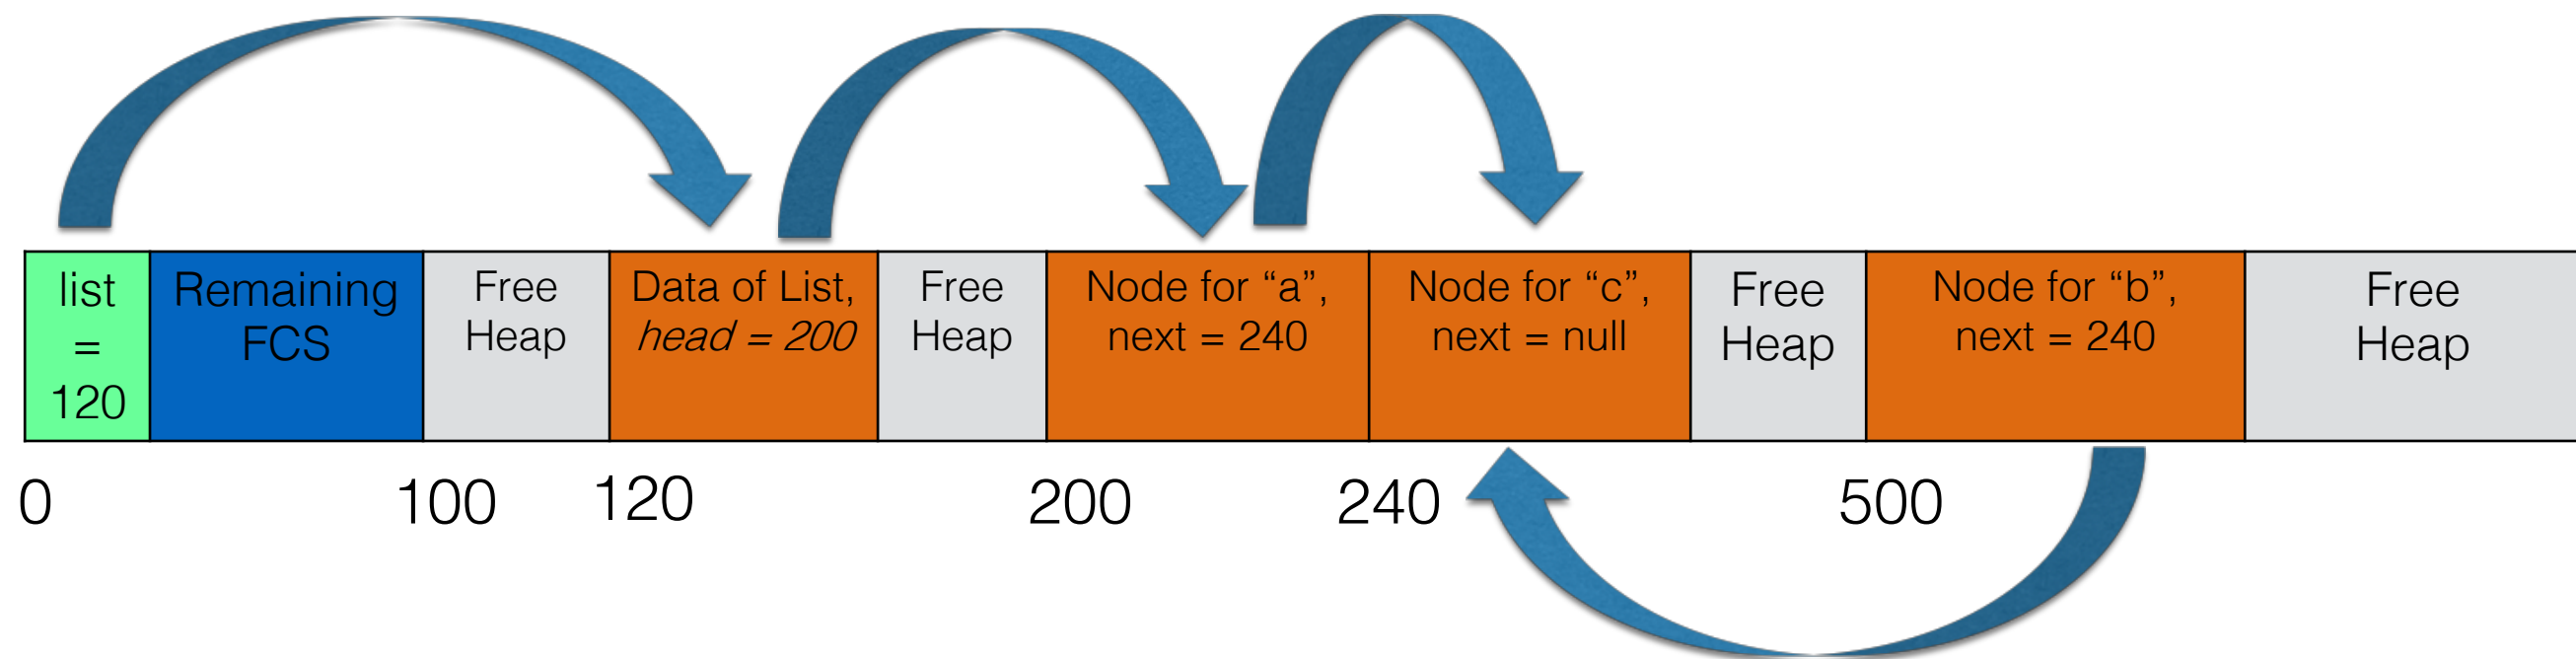 list
=
120
Remaining
FCS
Free
Heap
Data of List,
head = 200
Free
Heap
Node for “a”,
next = 240
Node for “c”,
next = null
Free
Heap
Node for “b”,
next = 240
Free
Heap
0
100
120
200
240
500